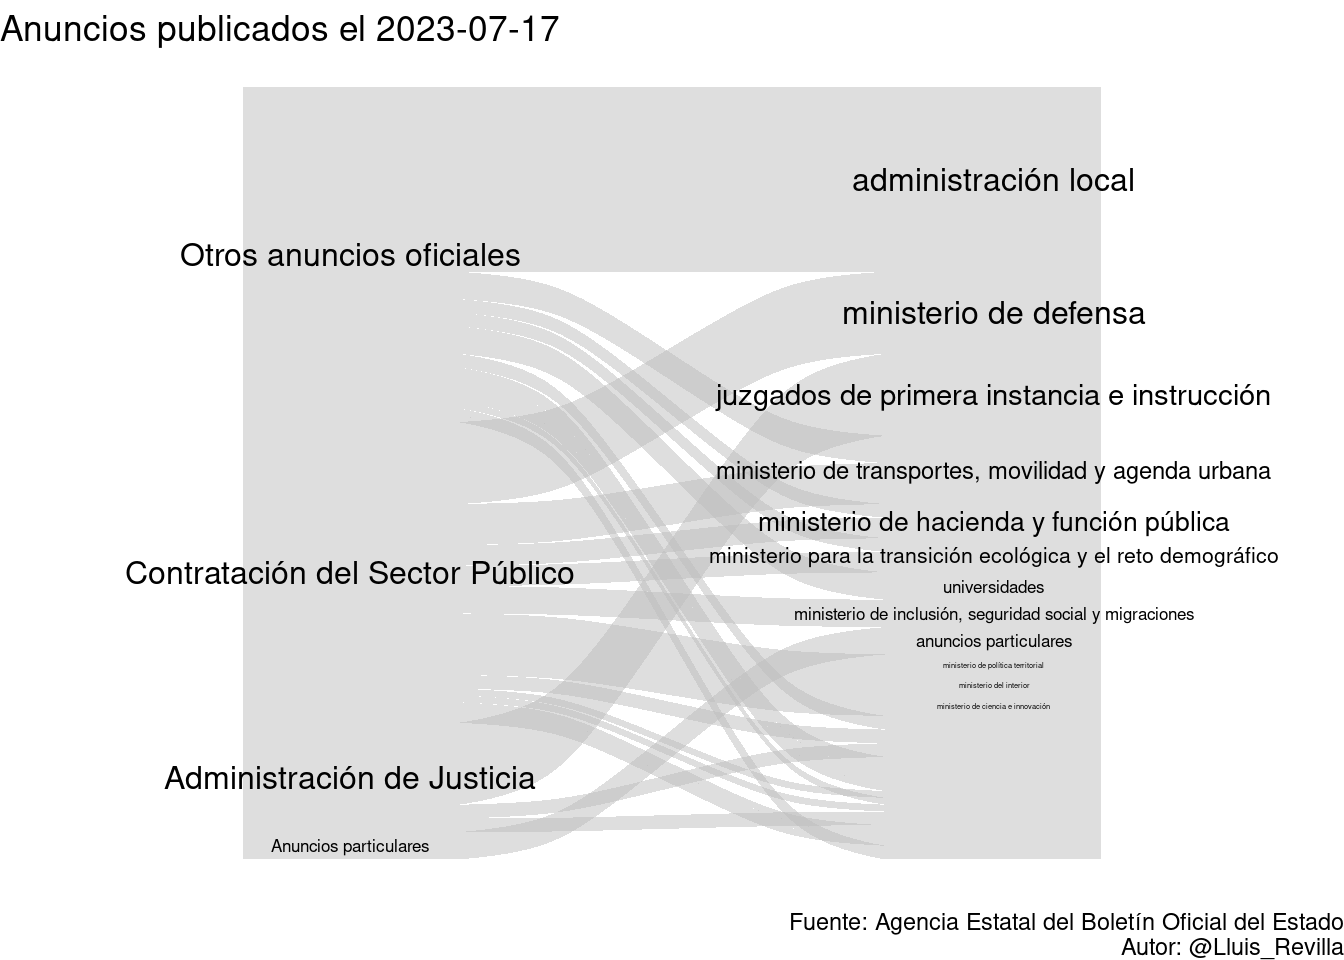 Anuncios publicados el 2023-07-17
administración local
Otros anuncios oficiales
ministerio de defensa
juzgados de primera instancia e instrucción
ministerio de transportes, movilidad y agenda urbana
ministerio de hacienda y función pública
ministerio para la transición ecológica y el reto demográfico
Contratación del Sector Público
universidades
ministerio de inclusión, seguridad social y migraciones
anuncios particulares
ministerio de política territorial
ministerio del interior
ministerio de ciencia e innovación
Administración de Justicia
Anuncios particulares
Fuente: Agencia Estatal del Boletín Oficial del Estado
Autor: @Lluis_Revilla